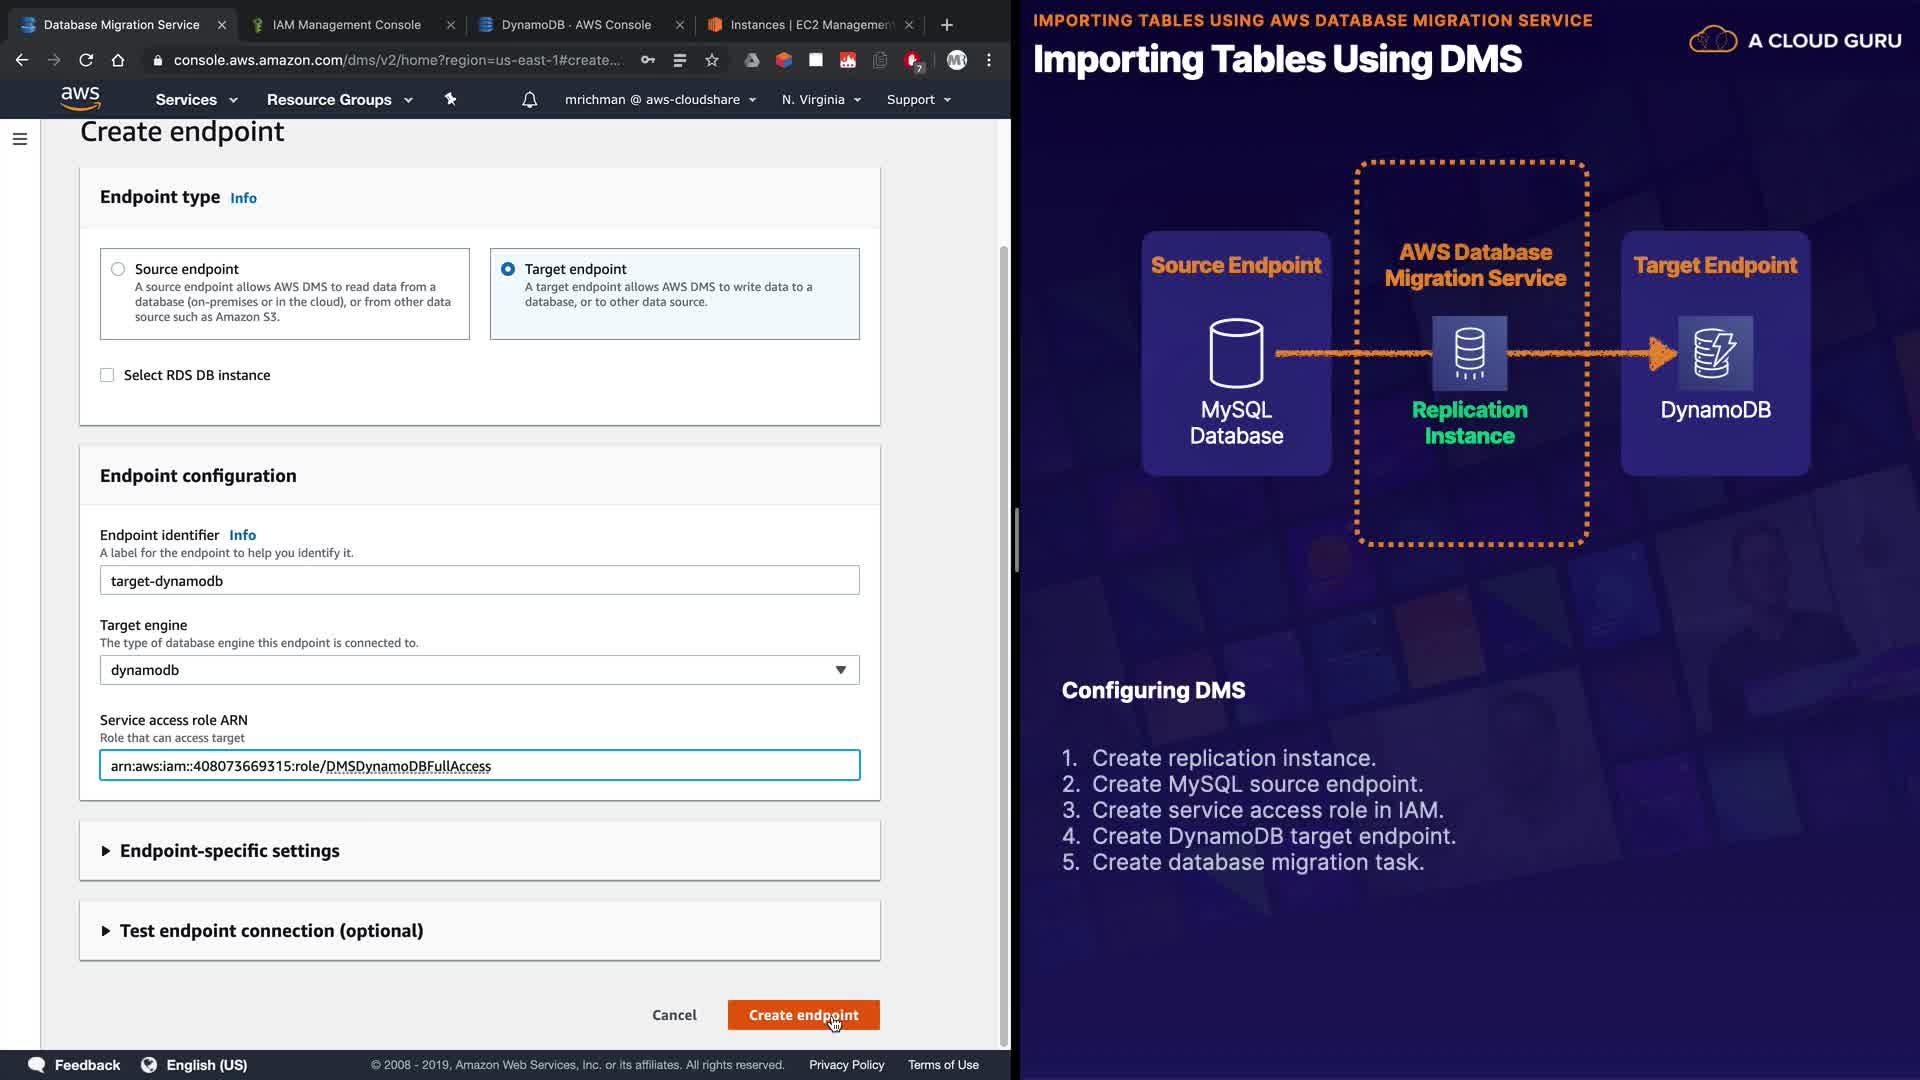 Database Migration Service
IAM Management Console
DynamoDB · AWS Console
Instances | EC2 Management
console.aws.amazon.com/dms/v2/home?region=us-east-1#create...
7
MR
aws
Services
Resource Groups
mrichman @ aws-cloudshare
N. Virginia
Support
Create endpoint
Endpoint type Info
Source endpoint
A source endpoint allows AWS DMS to read data from a
database (on-premises or in the cloud), or from other data
source such as Amazon S3.
Target endpoint
A target endpoint allows AWS DMS to write data to a
database, or to other data source.
Select RDS DB instance
Endpoint configuration
Endpoint identifier Info
A label for the endpoint to help you identify it.
target-dynamodb
Target engine
The type of database engine this endpoint is connected to.
dynamodb
Service access role ARN
Role that can access target
arn:aws:iam::408073669315:role/DMSDynamoDBFullAccess
Endpoint-specific settings
Test endpoint connection (optional)
Cancel
Create endpoint
Feedback
English (US)
© 2008 - 2019, Amazon Web Services, Inc. or its affiliates. All rights reserved.
Privacy Policy
Terms of Use
IMPORTING TABLES USING AWS DATABASE MIGRATION SERVICE
Importing Tables Using DMS
A CLOUD GURU
Source Endpoint
MySQL
Database
AWS Database
Migration Service
Replication
Instance
Target Endpoint
DynamoDB
Configuring DMS
1. Create replication instance.
2. Create MySQL source endpoint.
3. Create service access role in IAM.
4. Create DynamoDB target endpoint.
5. Create database migration task.